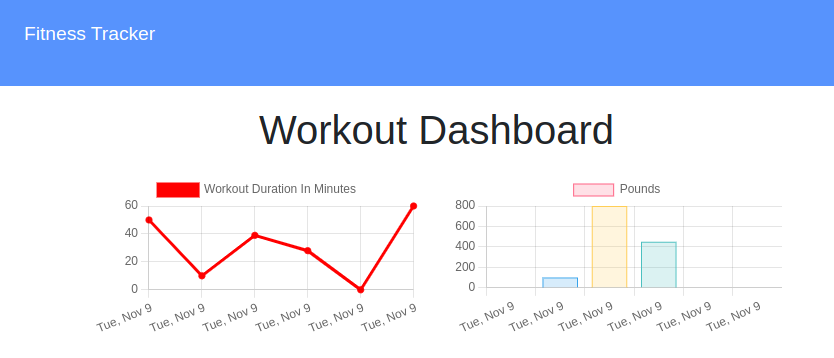 Fitness Tracker
Workout Dashboard
Workout Duration In Minutes
60
40
20
0
Tue, Nov 9 Tue, Nov 9 Tue, Nov 9 Tue, Nov 9 Tue, Nov 9 Tue, Nov 9
Pounds
800
600
400
200
0
Tue, Nov 9 Tue, Nov 9 Tue, Nov 9 Tue, Nov 9 Tue, Nov 9 Tue, Nov 9